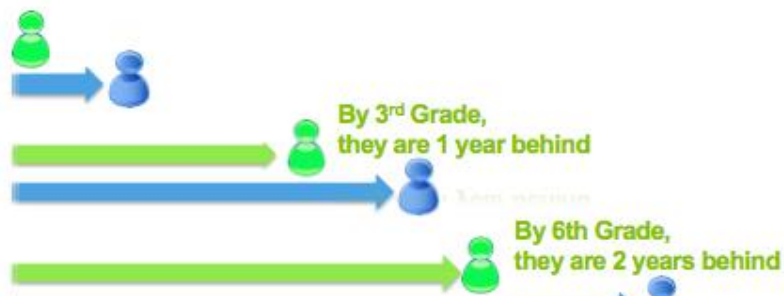 By 3rd Grade,
they are 1 year behind
By 6th Grade,
they are 2 years behind